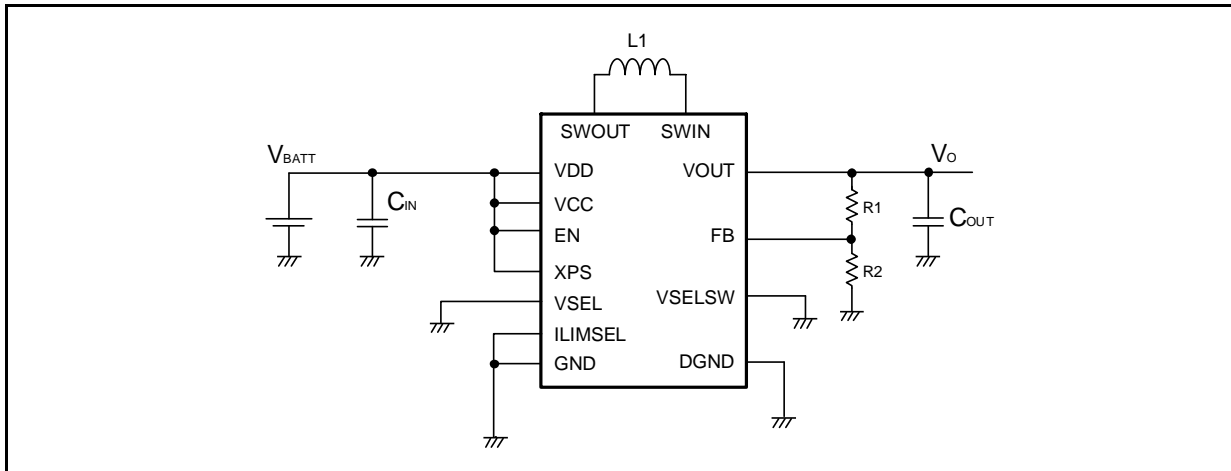 L1
SWOUT SWIN
VBATT
CIN
VDD
VCC
EN
XPS
VSEL
ILIMSEL
GND
VOUT
FB
VSELSW
DGND
VO
R1
R2
COUT